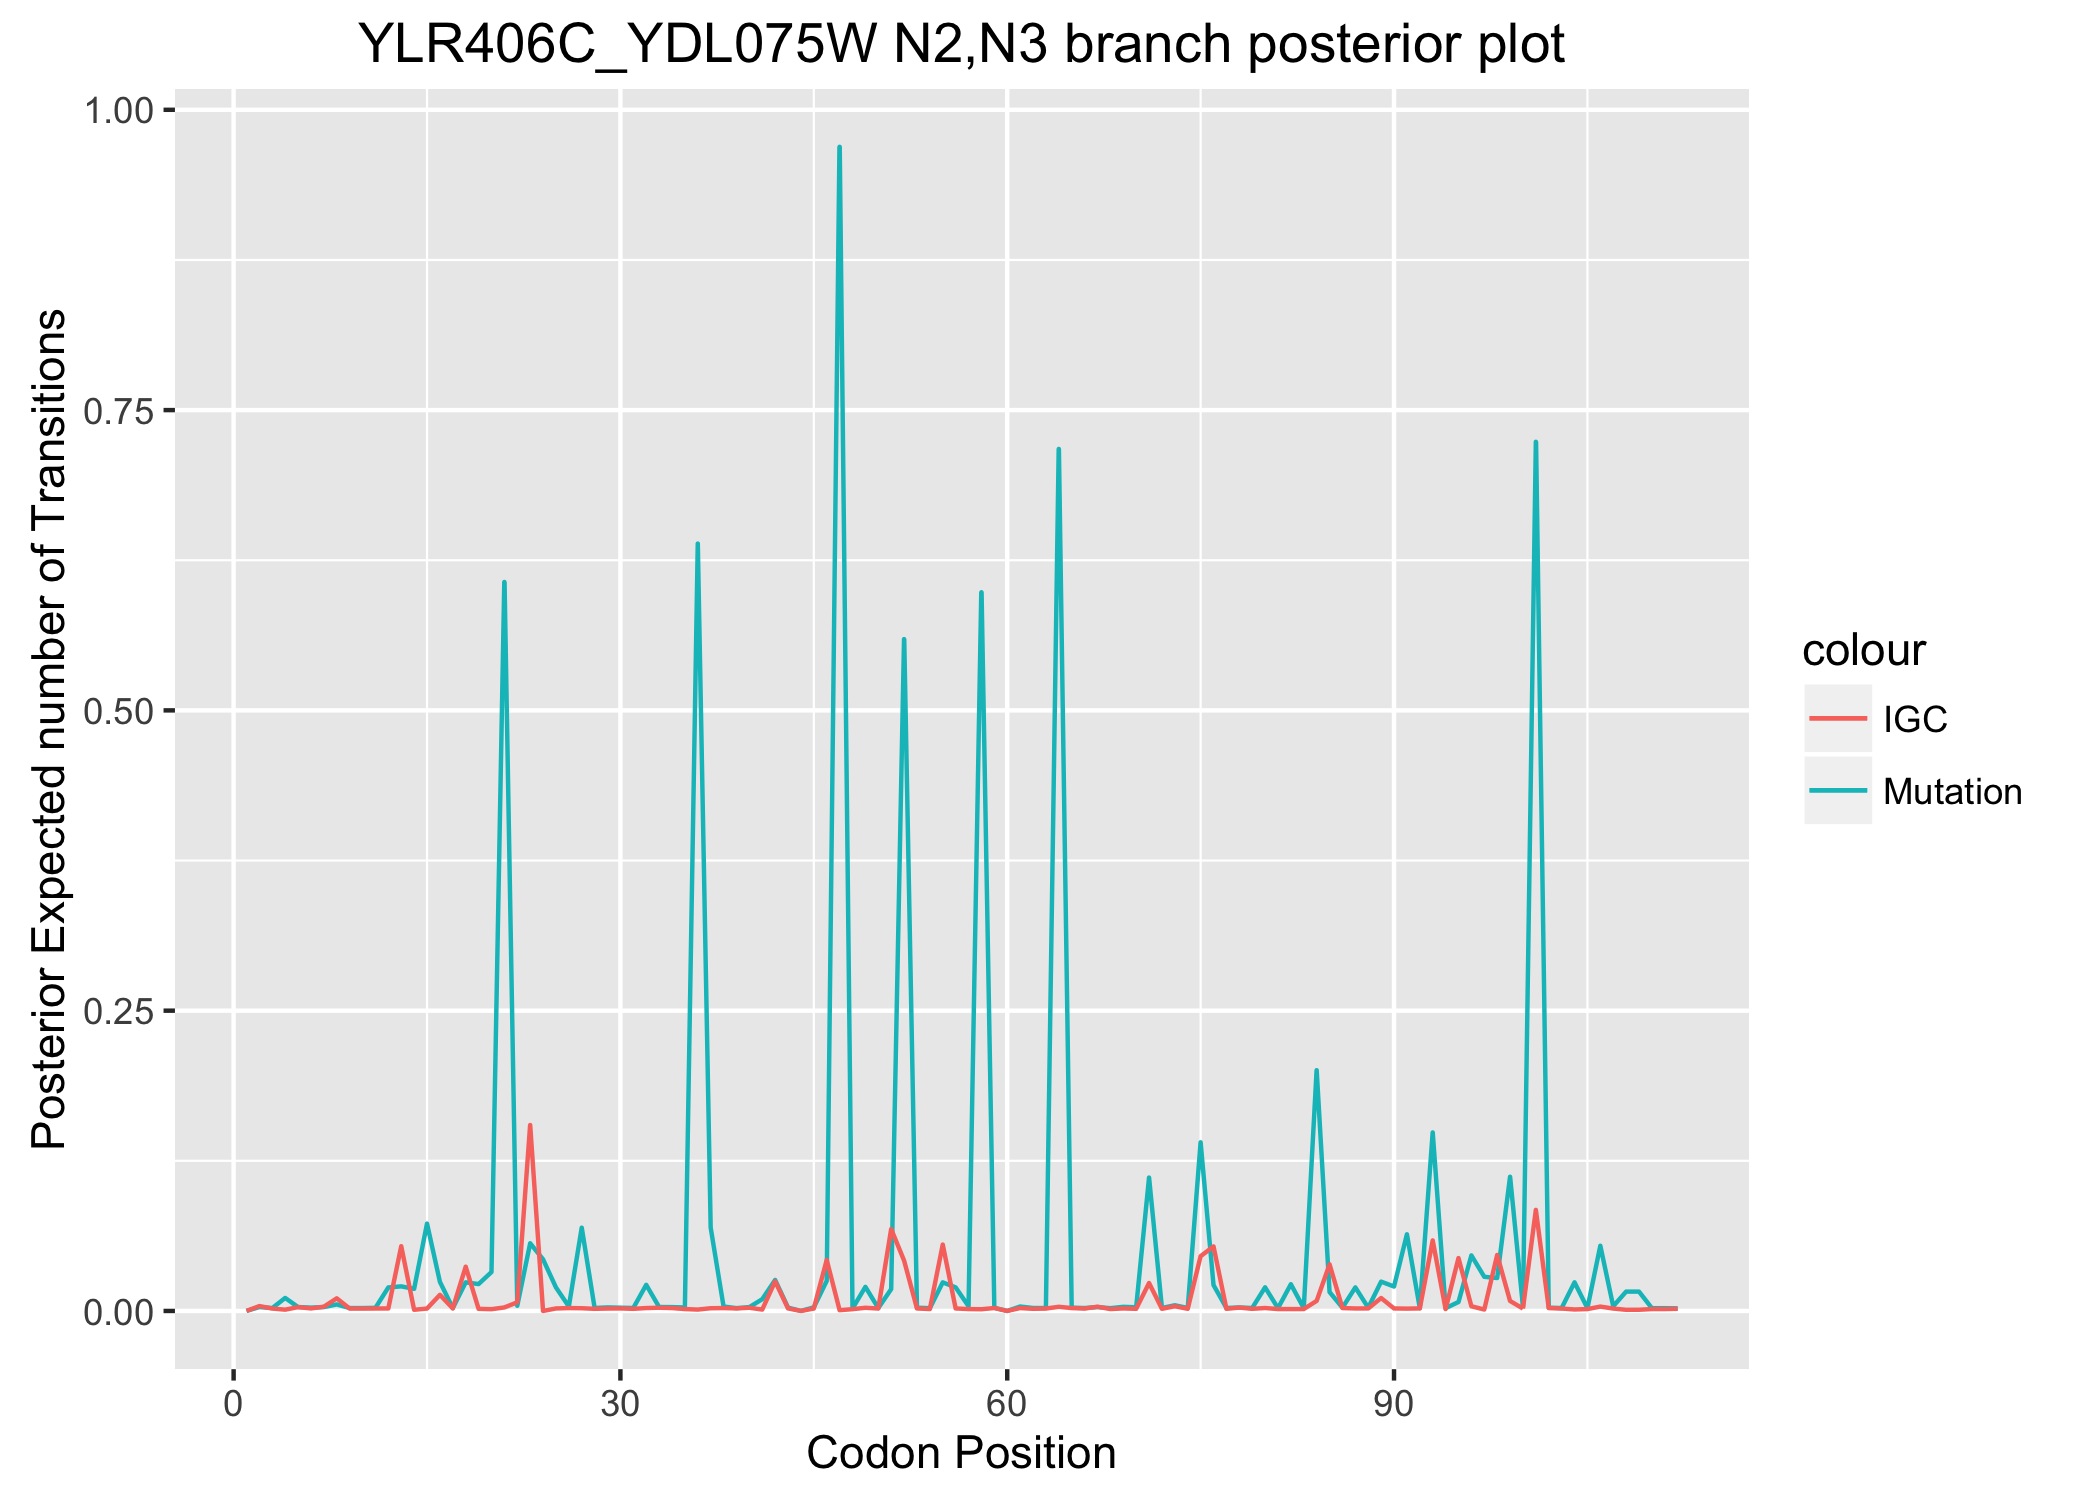 YLR406C_YDL075W N2,N3 branch posterior plot
1.00
0.75
0.50
0.25
0.00
Posterior Expected number of Transitions
0 30 60 90
Codon Position
colour
IGC
Mutation